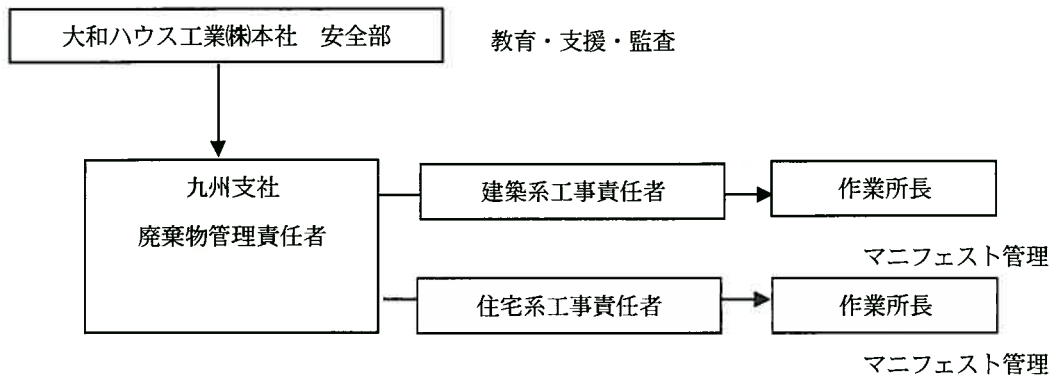 大和ハウス工業㈱本社　安全部
教育・支援・監査
九州支社
廃棄物管理責任者
建築系工事責任者
作業所長
マニフェスト管理
住宅系工事責任者
作業所長
マニフェスト管理